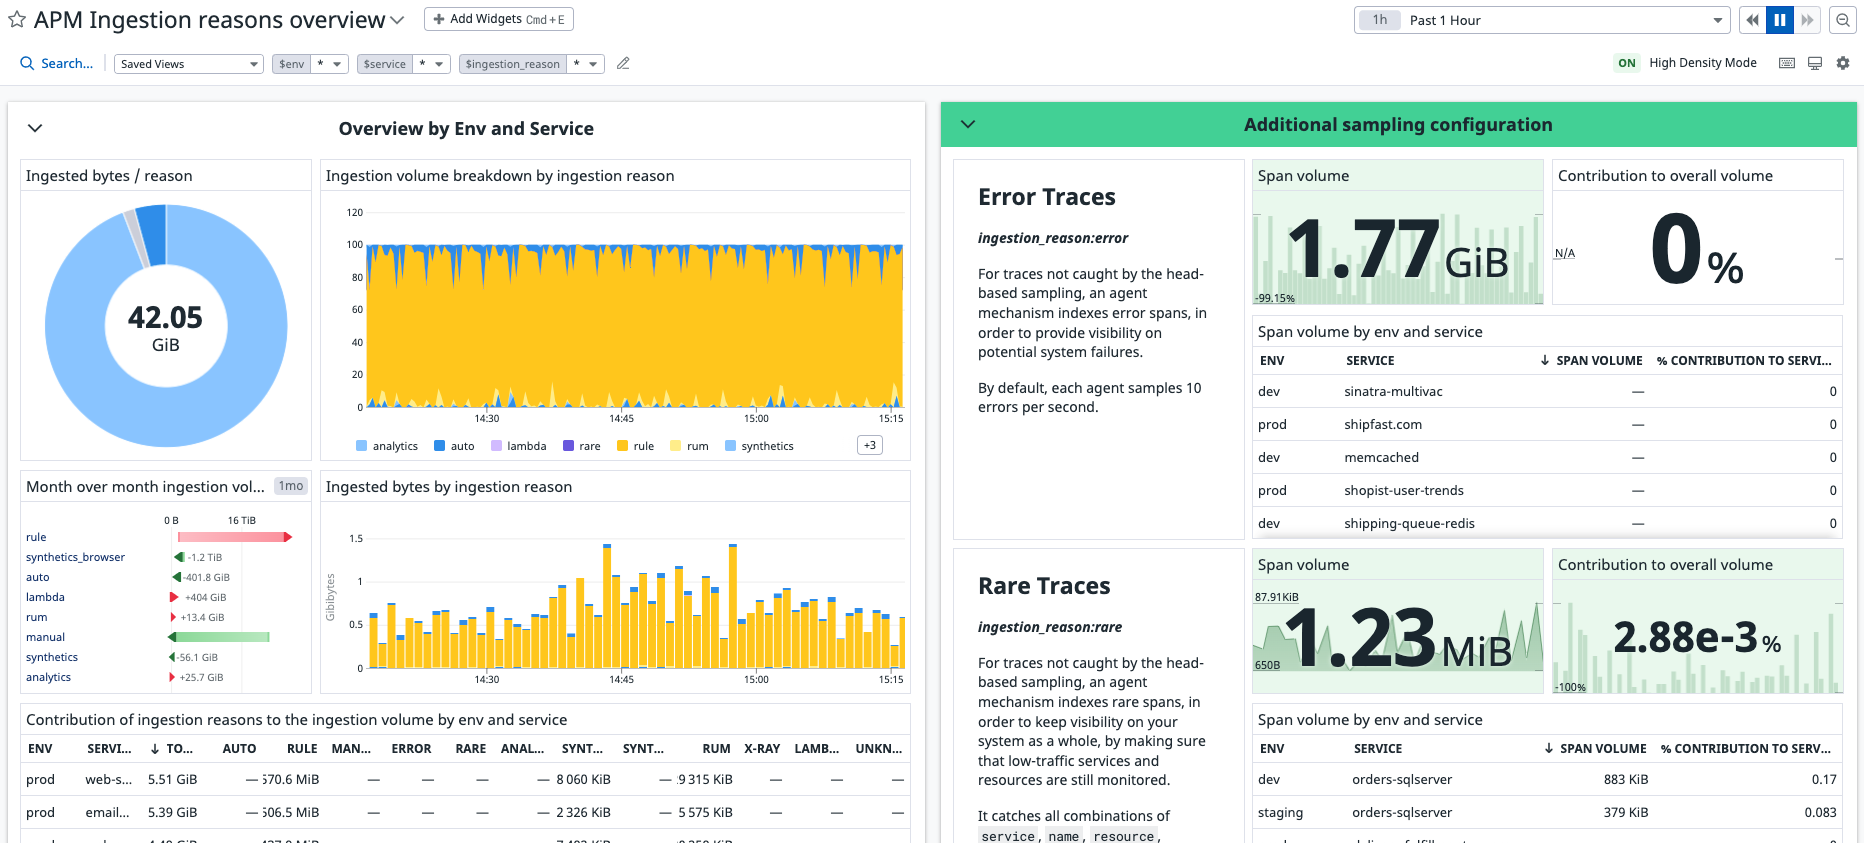 APM Ingestion reasons overview
Add Widgets Cmd+E
1h Past 1 Hour
Search...
Saved Views
$env *
$service *
$ingestion_reason *
ON High Density Mode
Overview by Env and Service
Ingested bytes / reason
42.05
GiB
Ingestion volume breakdown by ingestion reason
120
100
80
60
40
20
0
14:30 14:45 15:00 15:15
analytics auto lambda rare rule rum synthetics +3
Month over month ingestion vol... 1mo
0 B 16 TiB
rule
synthetics_browser -1.2 TiB
auto -401.8 GiB
lambda +404 GiB
rum +13.4 GiB
manual
synthetics -56.1 GiB
analytics +25.7 GiB
Ingested bytes by ingestion reason
Gibibytes
1.5
1
0.5
0
14:30 14:45 15:00 15:15
Contribution of ingestion reasons to the ingestion volume by env and service
ENV SERVI... ↓ TO... AUTO RULE MAN... ERROR RARE ANAL... SYNT... SYNT... RUM X-RAY LAMB... UNKN...
prod web-s... 5.51 GiB — 570.6 MiB — — — — 8 060 KiB — 9 315 KiB — — —
prod email... 5.39 GiB — 506.5 MiB — — — — 2 326 KiB — 5 575 KiB — — —
Additional sampling configuration
Error Traces
ingestion_reason:error
For traces not caught by the head-
based sampling, an agent
mechanism indexes error spans, in
order to provide visibility on
potential system failures.
By default, each agent samples 10
errors per second.
Span volume
1.77 GiB
-99.15%
Contribution to overall volume
N/A
0 %
Span volume by env and service
ENV SERVICE ↓ SPAN VOLUME % CONTRIBUTION TO SERVI...
dev sinatra-multivac — 0
prod shipfast.com — 0
dev memcached — 0
prod shopist-user-trends — 0
dev shipping-queue-redis — 0
Rare Traces
ingestion_reason:rare
For traces not caught by the head-
based sampling, an agent
mechanism indexes rare spans, in
order to keep visibility on your
system as a whole, by making sure
that low-traffic services and
resources are still monitored.
It catches all combinations of
service, name, resource,
Span volume
87.91KiB
1.23 MiB
650B
Contribution to overall volume
2.88e-3 %
-100%
Span volume by env and service
ENV SERVICE ↓ SPAN VOLUME % CONTRIBUTION TO SERV...
dev orders-sqlserver 883 KiB 0.17
staging orders-sqlserver 379 KiB 0.083